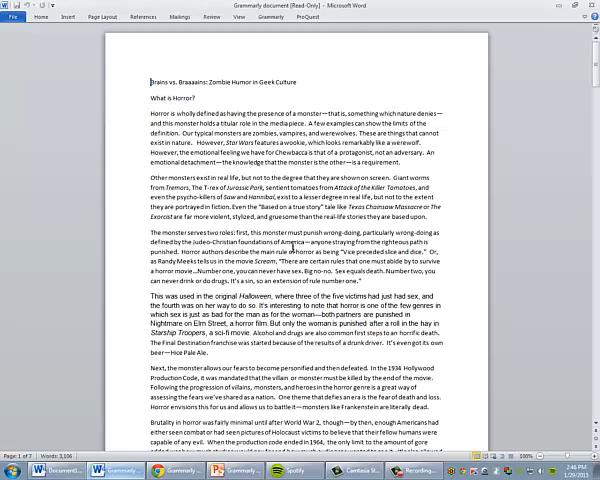 Grammarly document [Read-Only] - Microsoft Word
File Insert Page Layout References Mailings Review View Grammarly ProQuest
Brains vs. Braaaains: Zombie Humor in Geek Culture
What is Horror?
Horror is wholly defined as having the presence of a monster—that is, something which nature denies—
and this monster holds a titular role in the media piece. A few examples can show the limits of the
definition. Our typical monsters are zombies, vampires, and werewolves. These are things that cannot
exist in nature. However, Star Wars features a wookie, which looks remarkably like a werewolf.
However, the emotional feeling we have for Chewbacca is that of a protagonist, not an adversary. An
emotional detachment—the knowledge that the monster is the other—is a requirement.
Other monsters exist in real life, but not to the degree that they are shown on screen. Giant worms
from Tremors, The T-rex of Jurassic Park, sentient tomatoes from Attack of the Killer Tomatoes, and
even the psycho-killers of Saw and Hannibal, exist to a lesser degree in real life, but not to the extent
they are portrayed in fiction. Even the "Based on a true story" tale like Texas Chainsaw Massacre or The
Exorcist are far more violent, stylized, and gruesome than the real-life stories they are based upon.
The monster serves two roles: first, this monster must punish wrong-doing, particularly wrong-doing as
defined by the Judeo-Christian foundations of America—anyone straying from the righteous path is
punished. Horror authors describe the main rule of horror as being "Vice preceded slice and dice." Or,
as Randy Meeks tells us in the movie Scream, "There are certain rules that one must abide by to survive
a horror movie...Number one, you can never have sex. Big no-no. Sex equals death. Number two, you
can never drink or do drugs. It's a sin, so an extension of rule number one."
This was used in the original Halloween, where three of the five victims had just had sex, and
the fourth was on her way to do so. It's interesting to note that horror is one of the few genres in
which sex is just as bad for the man as for the woman—both partners are punished in
Nightmare on Elm Street, a horror film. But only the woman is punished after a roll in the hay in
Starship Troopers, a sci-fi movie. Alcohol and drugs are also common first steps to an horrific death.
The Final Destination franchise was started because of the results of a drunk driver. It's even got its own
beer—Hice Pale Ale.
Next, the monster allows our fears to become personified and then defeated. In the 1934 Hollywood
Production Code, it was mandated that the villain or monster must be killed by the end of the movie.
Following the progression of villains, monsters, and heroes in the horror genre is a great way of
assessing the fears we've shared as a nation. One theme that defies an era is the fear of death and loss.
Horror envisions this for us and allows us to battle it—monsters like Frankenstein are literally dead.
Brutality in horror was fairly minimal until after World War 2, though—by then, enough Americans had
either seen combat or had seen pictures of Holocaust victims to believe that their fellow humans were
capable of any evil. When the production code ended in 1964, the only limit to the amount of gore
Page: 1 of 7 Words: 3,106 100%
Document1... Grammarly... Grammarly ... Grammarly... Spotify Camtasia St... Recording... 2:46 PM
1/29/2015